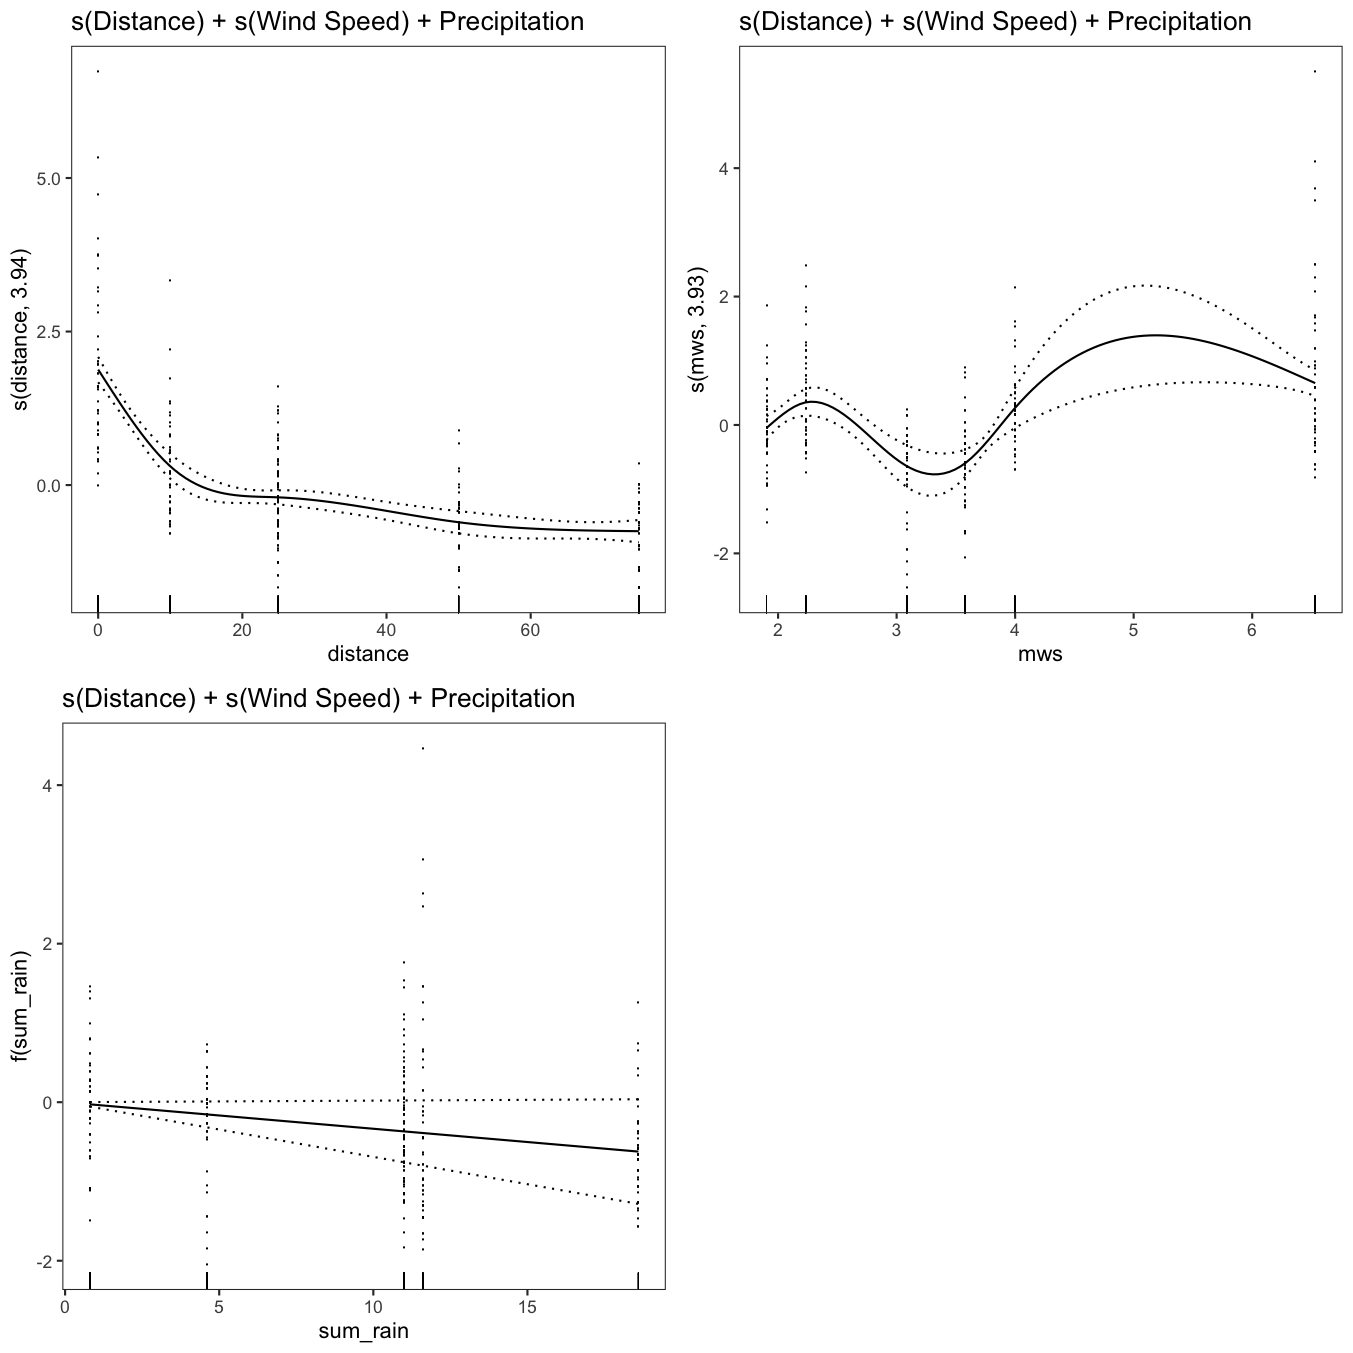 s(Distance) + s(Wind Speed) + Precipitation
s(distance, 3.94)
5.0
2.5
0.0
0 20 40 60
distance
s(Distance) + s(Wind Speed) + Precipitation
s(mws, 3.93)
4
2
0
-2
2 3 4 5 6
mws
s(Distance) + s(Wind Speed) + Precipitation
f(sum_rain)
4
2
0
-2
0 5 10 15
sum_rain